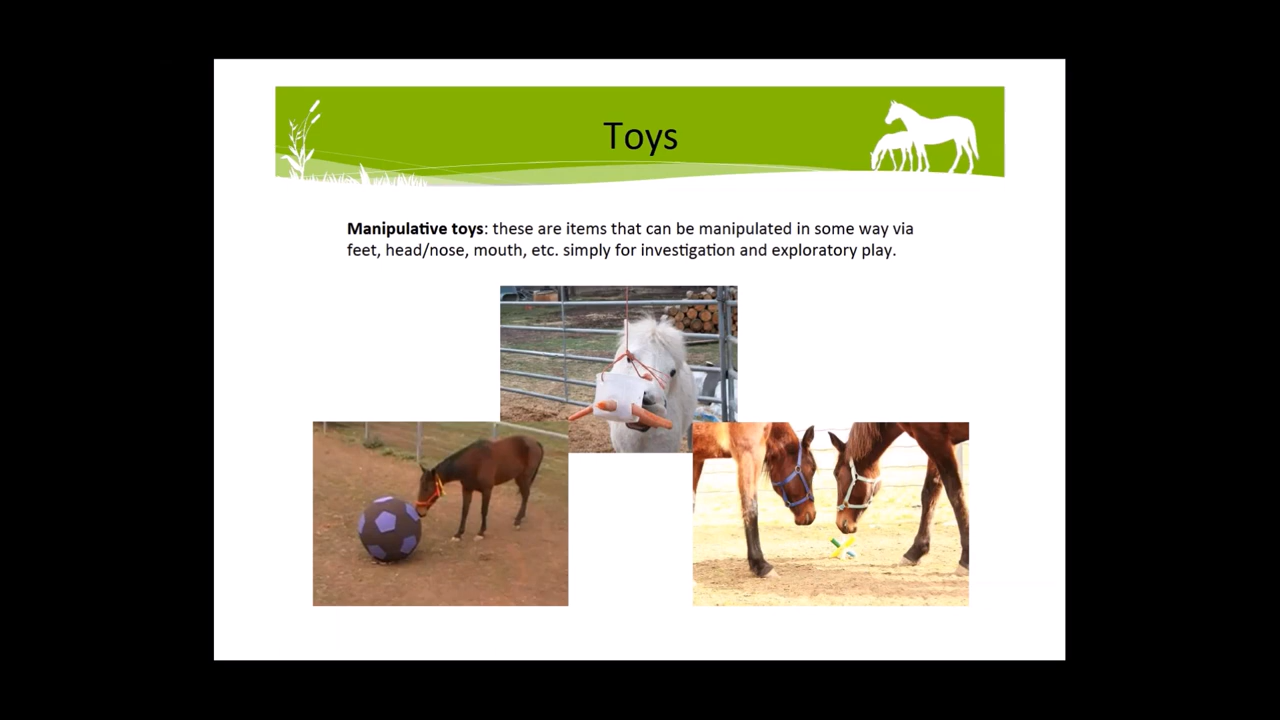 Toys
Manipulative toys: these are items that can be manipulated in some way via
feet, head/nose, mouth, etc. simply for investigation and exploratory play.